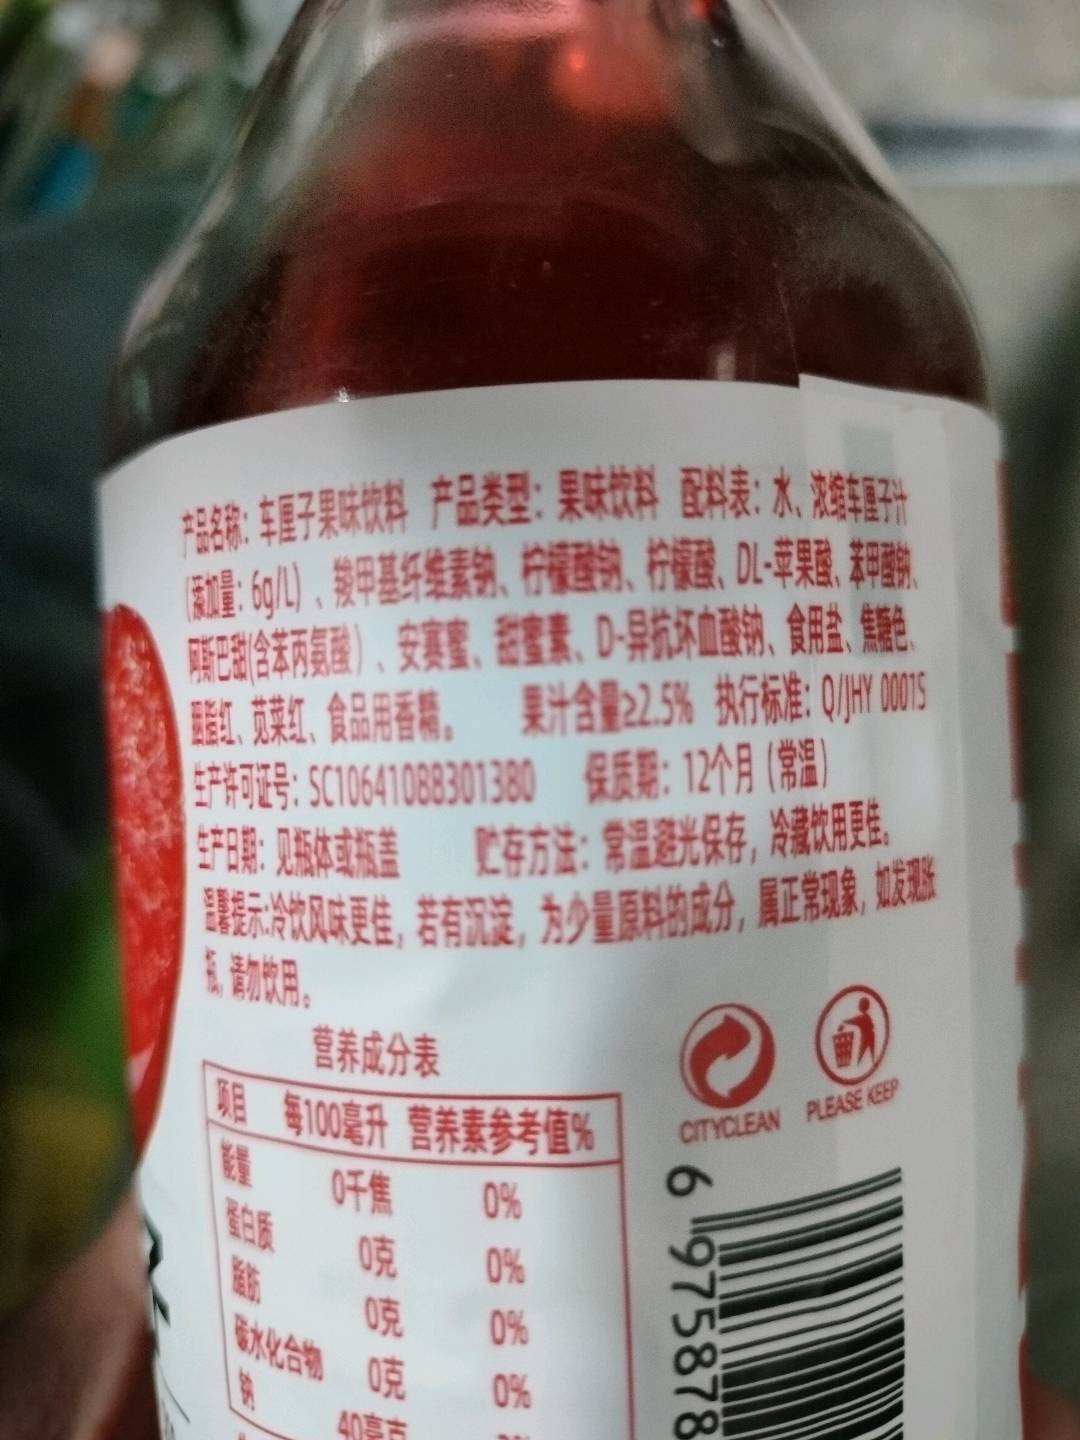 产品名称：车厘子果味饮料 产品类型：果味饮料 配料表：水、浓缩车厘子汁
（添加量：6g/L）、羧甲基纤维素钠、柠檬酸钠、柠檬酸、DL-苹果酸、苯甲酸钠、
阿斯巴甜(含苯丙氨酸）、安赛蜜、甜蜜素、D-异抗坏血酸钠、食用盐、焦糖色、
胭脂红、苋菜红、食品用香精。 果汁含量≥2.5% 执行标准：Q/JHY 0001S
生产许可证号：SC10641088301380 保质期：12个月（常温）
生产日期：见瓶体或瓶盖 贮存方法：常温避光保存，冷藏饮用更佳。
温馨提示:冷饮风味更佳，若有沉淀，为少量原料的成分，属正常现象，如发现胀
瓶，请勿饮用。
营养成分表
项目 每100毫升 营养素参考值%
能量 0千焦 0%
蛋白质 0克 0%
脂肪 0克 0%
碳水化合物 0克 0%
钠 40毫克
CITYCLEAN PLEASE KEEP
6 975878